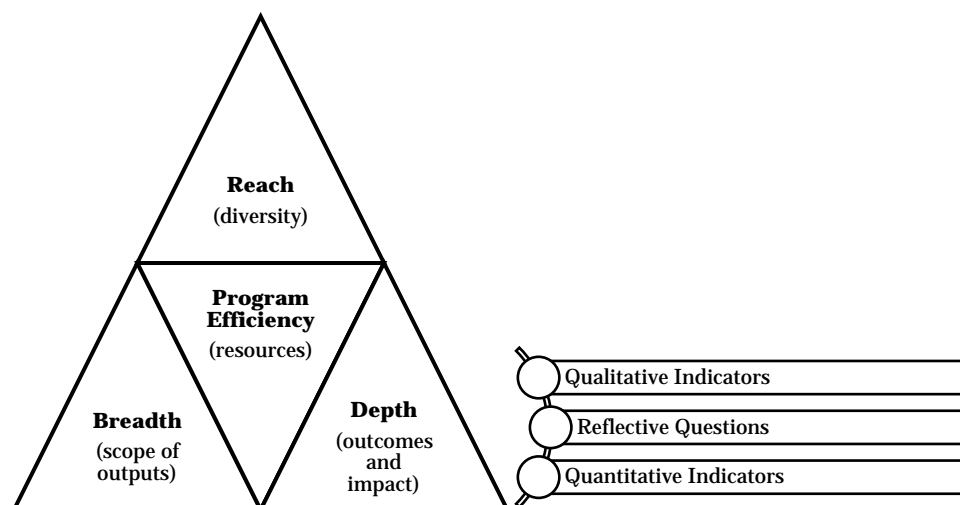 Reach
(diversity)
Program
Efficiency
(resources)
Breadth
(scope of
outputs)
Depth
(outcomes
and
impact)
Qualitative Indicators
Reflective Questions
Quantitative Indicators